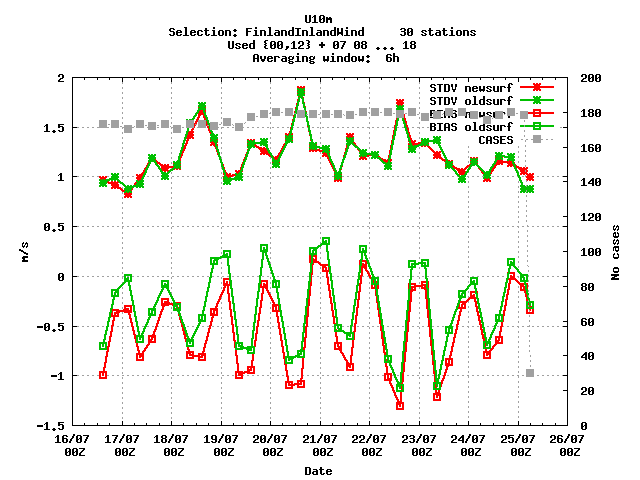 U10m
Selection: FinlandInlandWind 30 stations
Used {00,12} + 07 08 ... 18
Averaging window: 6h
STDV newsurf
STDV oldsurf
BIAS newsurf
BIAS oldsurf
CASES
2
1.5
1
0.5
0
-0.5
-1
-1.5
m/s
200
180
160
140
120
100
80
60
40
20
0
No cases
16/07 17/07 18/07 19/07 20/07 21/07 22/07 23/07 24/07 25/07 26/07
00Z 00Z 00Z 00Z 00Z 00Z 00Z 00Z 00Z 00Z 00Z
Date